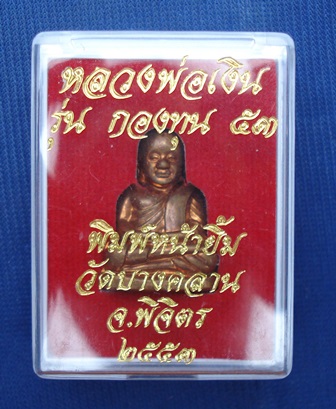 หลวงพ่อเงิน
รุ่น กองทุน ๕๓
พิมพ์หน้ายิ้ม
วัดบางคลาน
จ.พิจิตร
๒๕๕๓